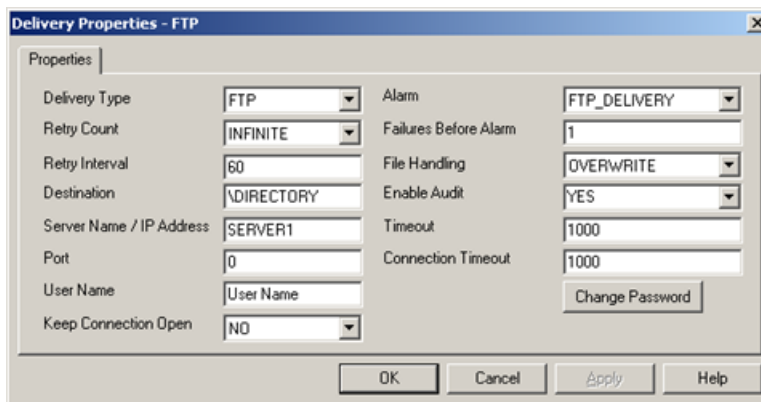 Delivery Properties - FTP
Properties
Delivery Type FTP Alarm FTP_DELIVERY
Retry Count INFINITE Failures Before Alarm 1
Retry Interval 60 File Handling OVERWRITE
Destination \DIRECTORY Enable Audit YES
Server Name / IP Address SERVER1 Timeout 1000
Port 0 Connection Timeout 1000
User Name User Name Change Password
Keep Connection Open NO
OK Cancel Apply Help